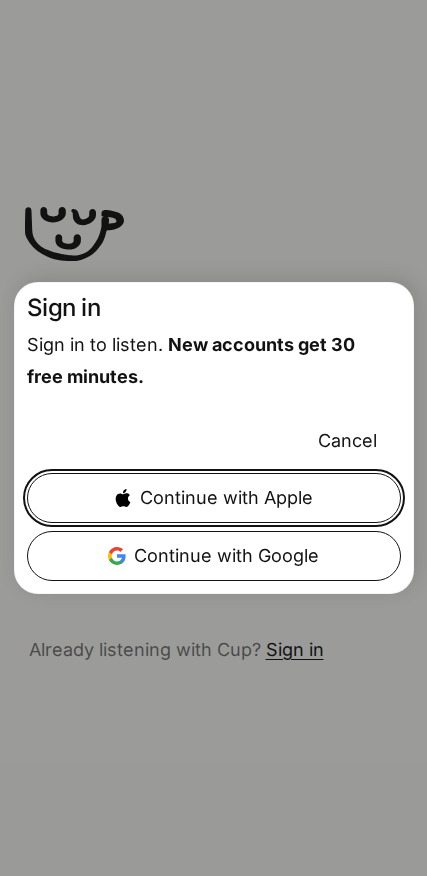 Sign in
Sign in to listen. New accounts get 30
free minutes.
Cancel
Continue with Apple
Continue with Google
Already listening with Cup? Sign in